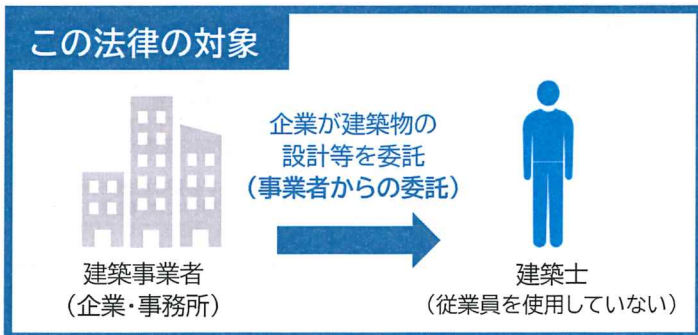 この法律の対象
企業が建築物の
設計等を委託
(事業者からの委託)
建築事業者
(企業・事務所)
建築士
(従業員を使用していない)